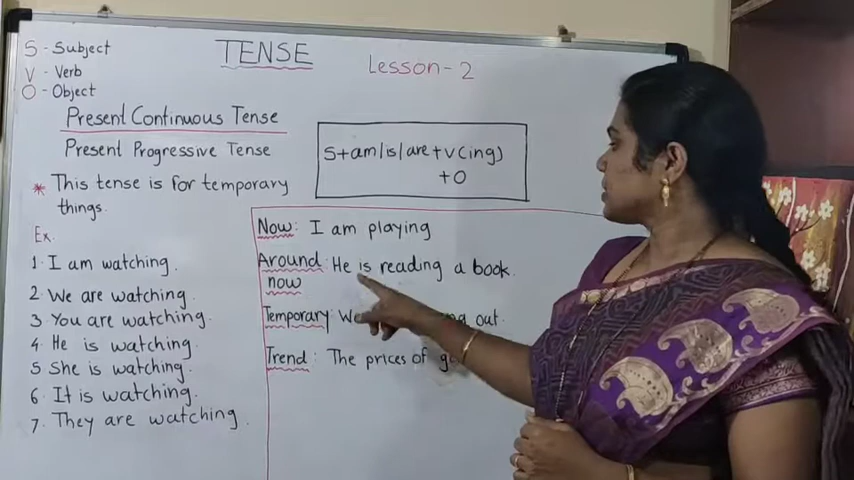 S - Subject
V - Verb
O - Object
TENSE
Lesson - 2
Present Continuous Tense
Present Progressive Tense
* This tense is for temporary
things.
S+am/is/are+V(ing)
+O
Ex.
1. I am watching.
2. We are watching.
3 You are watching.
4. He is watching.
5 She is watching.
6. It is watching.
7. They are watching.
Now: I am playing
Around: He is reading a book.
now
Temporary: out.
Trend: The prices of